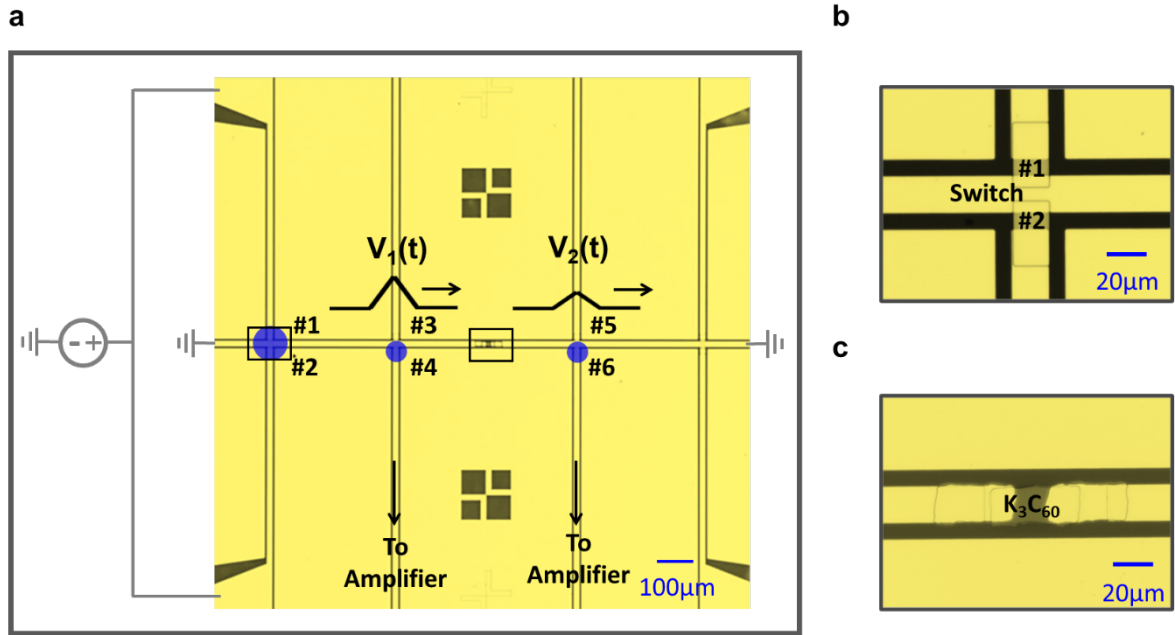 a
V₁(t)
V₂(t)
#1
#3
#5
#2
#4
#6
- +
To
Amplifier
To
Amplifier
100μm
b
#1
Switch
#2
20μm
c
K₃C₆₀
20μm